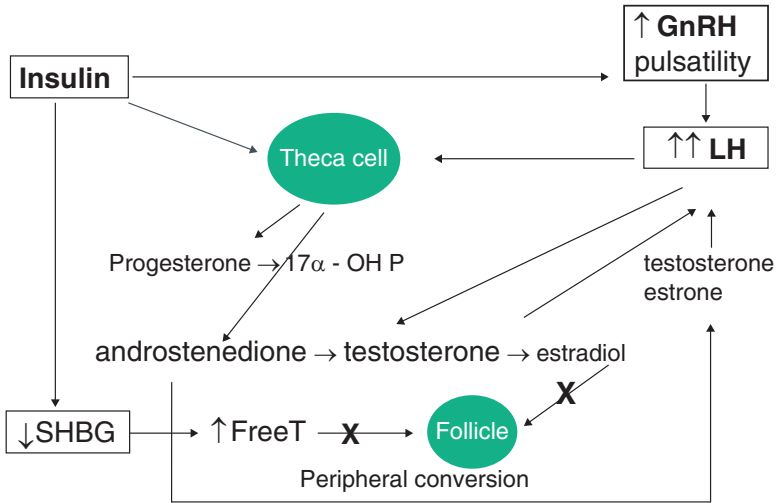 ↑ GnRH
pulsatility
Insulin
Theca cell
↑↑ LH
Progesterone → 17α - OH P
testosterone
estrone
androstenedione → testosterone → estradiol
X
↓SHBG
↑FreeT
X
Follicle
Peripheral conversion